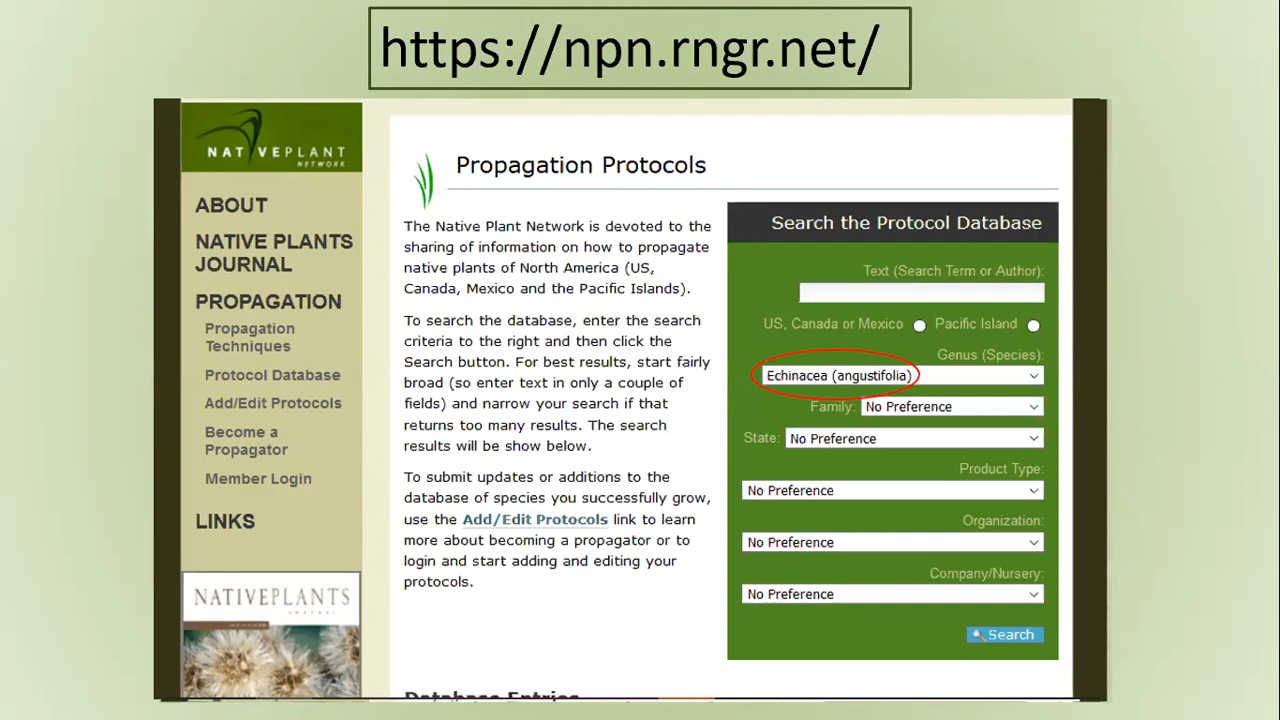 https://npn.rngr.net/
NATIVEPLANT
NETWORK
ABOUT
NATIVE PLANTS
JOURNAL
PROPAGATION
Propagation
Techniques
Protocol Database
Add/Edit Protocols
Become a
Propagator
Member Login
LINKS
NATIVEPLANTS
Propagation Protocols
The Native Plant Network is devoted to the
sharing of information on how to propagate
native plants of North America (US,
Canada, Mexico and the Pacific Islands).
To search the database, enter the search
criteria to the right and then click the
Search button. For best results, start fairly
broad (so enter text in only a couple of
fields) and narrow your search if that
returns too many results. The search
results will be show below.
To submit updates or additions to the
database of species you successfully grow,
use the Add/Edit Protocols link to learn
more about becoming a propagator or to
login and start adding and editing your
protocols.
Database Entries
Search the Protocol Database
Text (Search Term or Author):
US, Canada or Mexico Pacific Island
Genus (Species):
Echinacea (angustifolia)
Family: No Preference
State: No Preference
Product Type:
No Preference
Organization:
No Preference
Company/Nursery:
No Preference
Search